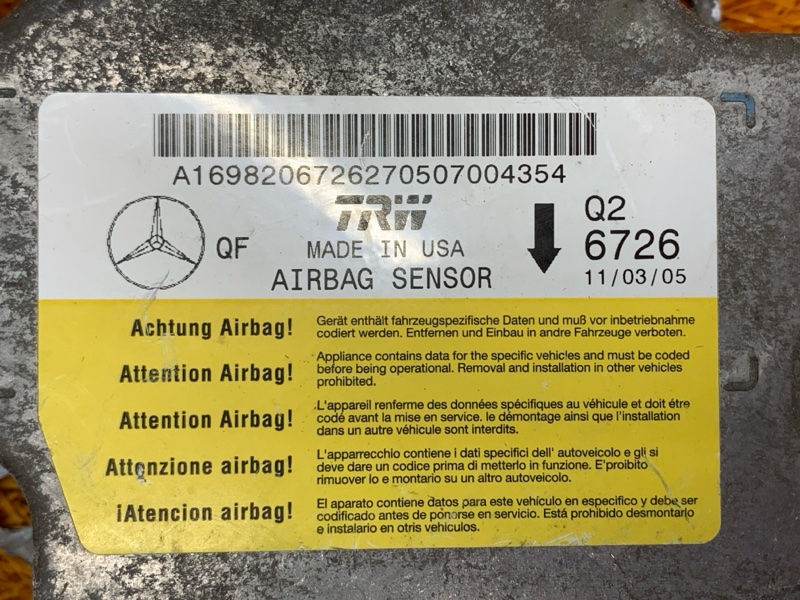 A1698206726270507004354
TRW
Q2
QF
MADE IN USA
6726
AIRBAG SENSOR
11/03/05
Achtung Airbag!
Gerät enthält fahrzeugspezifische Daten und muß vor inbetriebnahme
codiert werden. Entfernen und Einbau in andre Fahrzeuge verboten.
Attention Airbag!
Appliance contains data for the specific vehicles and must be coded
before being operational. Removal and installation in other vehicles
prohibited.
Attention Airbag!
L'appareil renferme des données spécifiques au véhicule et doit étre
codé avant la mise en service. le démontage ainsi que l'installation
dans un autre véhicule sont interdits.
Attenzione airbag!
L'apparrecchio contiene i dati specifici dell' autoveicolo e gli si
deve dare un codice prima di metterlo in funzione. E'proibito
rimuover lo e montario su un altro autoveicolo.
¡Atencion airbag!
El aparato contiene datos para este vehículo en especifico y debe ser
codificado antes de ponorse en servicio. Está prohibido desmontarlo
e instalario en otris vehículos.